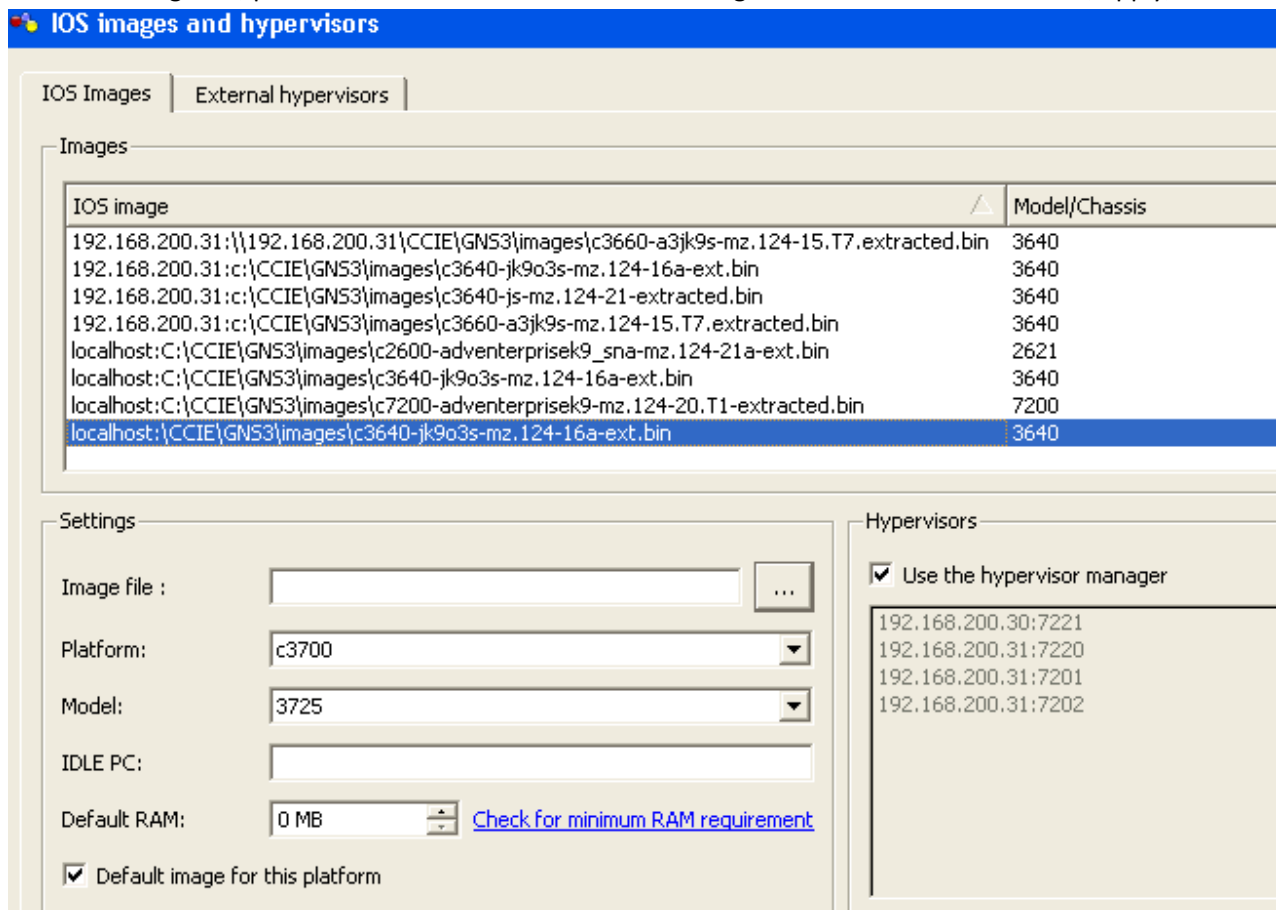 IOS images and hypervisors
IOS Images External hypervisors
Images
IOS image Model/Chassis
192.168.200.31:\\192.168.200.31\CCIE\GNS3\images\c3660-a3jk9s-mz.124-15.T7.extracted.bin 3640
192.168.200.31:c:\CCIE\GNS3\images\c3640-jk9o3s-mz.124-16a-ext.bin 3640
192.168.200.31:c:\CCIE\GNS3\images\c3640-js-mz.124-21-extracted.bin 3640
192.168.200.31:c:\CCIE\GNS3\images\c3660-a3jk9s-mz.124-15.T7.extracted.bin 3640
localhost:C:\CCIE\GNS3\images\c2600-adventerprisek9_sna-mz.124-21a-ext.bin 2621
localhost:C:\CCIE\GNS3\images\c3640-jk9o3s-mz.124-16a-ext.bin 3640
localhost:C:\CCIE\GNS3\images\c7200-adventerprisek9-mz.124-20.T1-extracted.bin 7200
localhost:\CCIE\GNS3\images\c3640-jk9o3s-mz.124-16a-ext.bin 3640
Settings
Image file : ...
Platform: c3700
Model: 3725
IDLE PC:
Default RAM: 0 MB Check for minimum RAM requirement
Default image for this platform
Hypervisors
Use the hypervisor manager
192.168.200.30:7221
192.168.200.31:7220
192.168.200.31:7201
192.168.200.31:7202